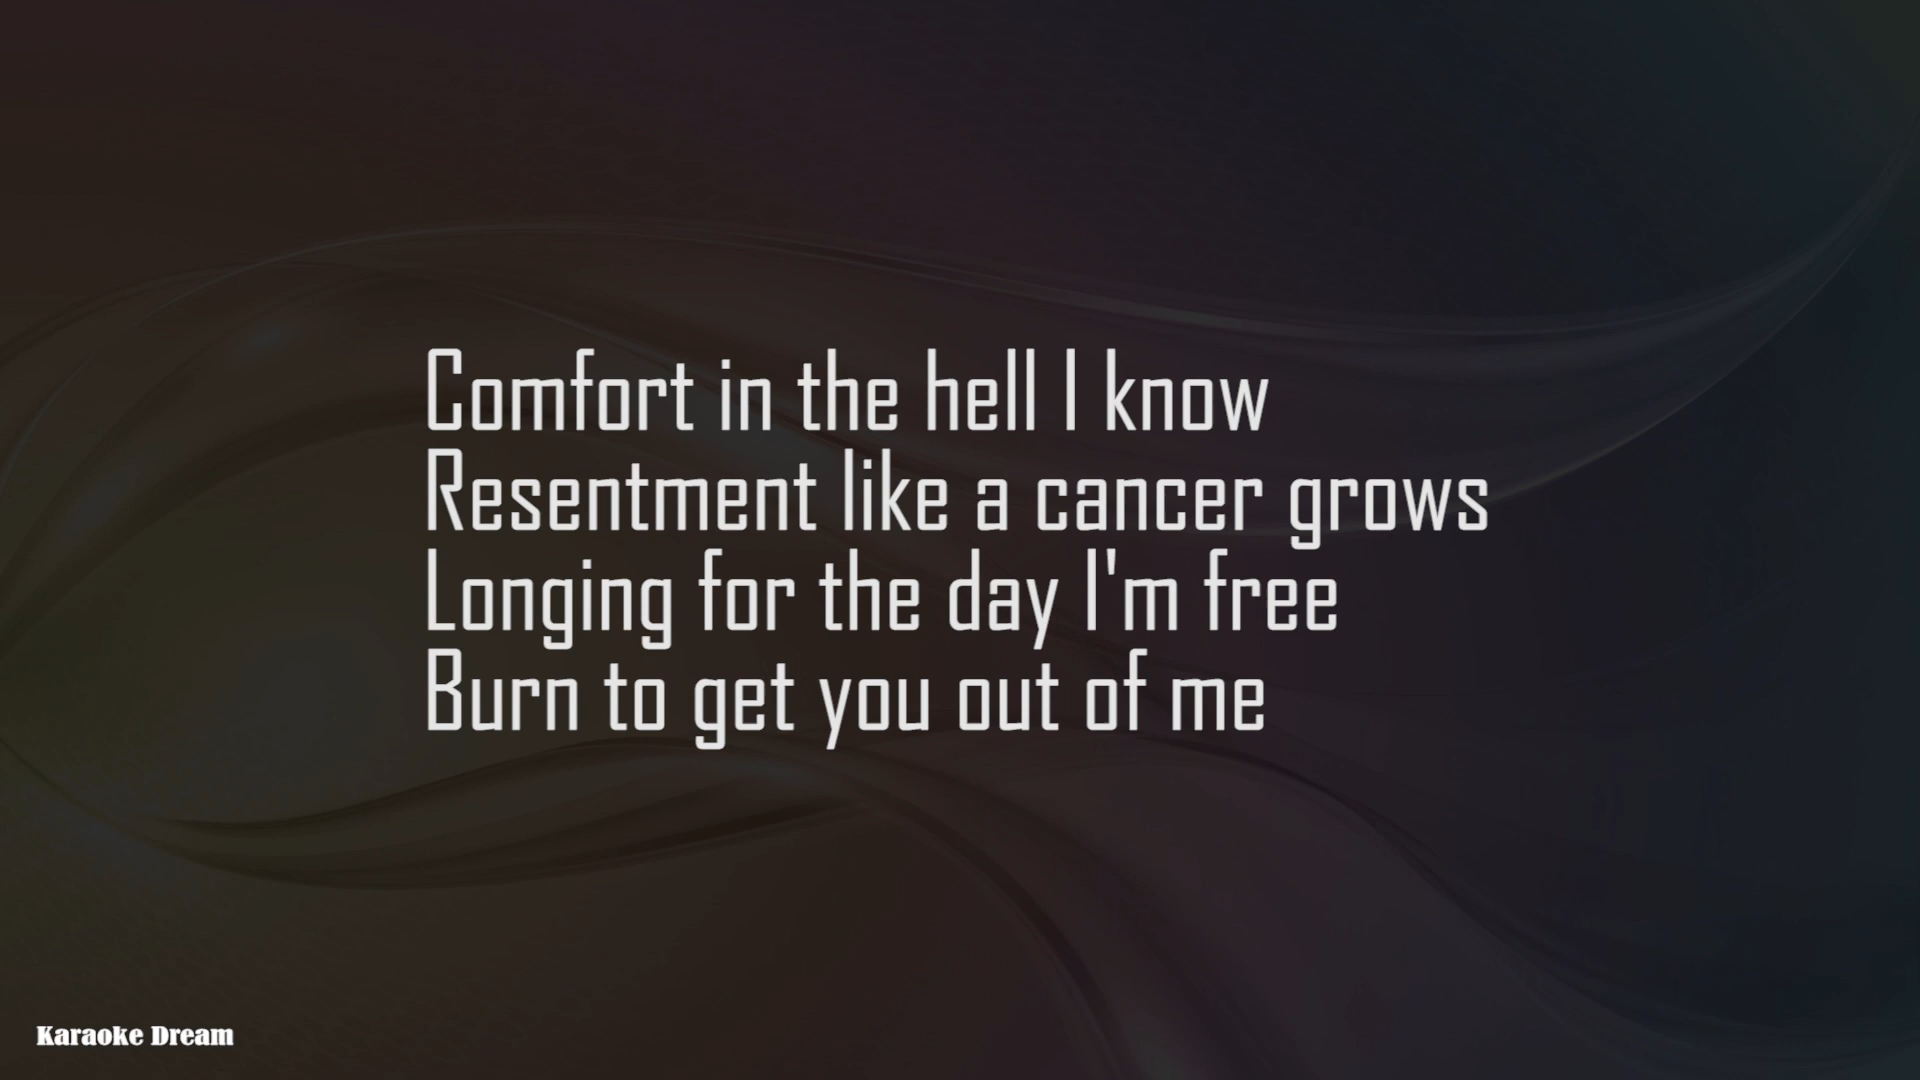 Comfort in the hell I know
Resentment like a cancer grows
Longing for the day I'm free
Burn to get you out of me
Karaoke Dream